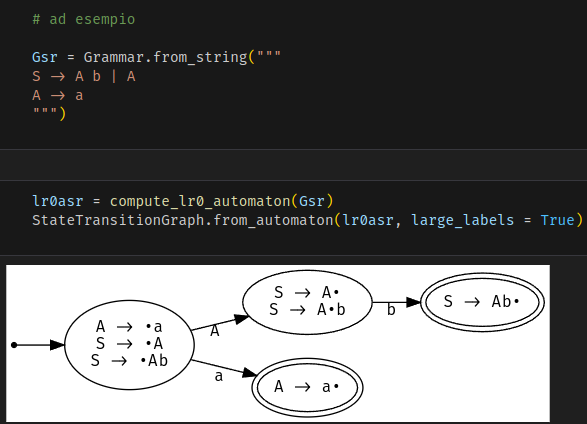 # ad esempio
Gsr = Grammar.from_string("""
S → A b | A
A → a
""")
lr0asr = compute_lr0_automaton(Gsr)
StateTransitionGraph.from_automaton(lr0asr, large_labels = True)
A → •a
S → •A
S → •Ab
A
a
S → A•
S → A•b
b
S → Ab•
A → a•